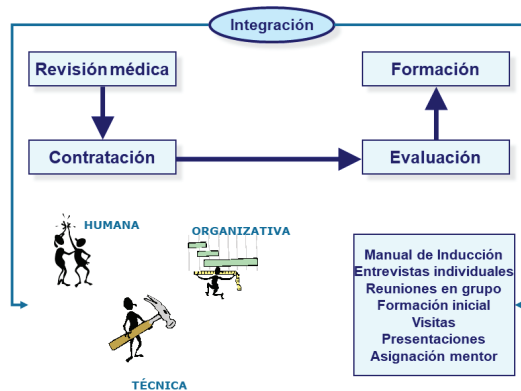 Integración
Revisión médica
Formación
Contratación
Evaluación
HUMANA
ORGANIZATIVA
TÉCNICA
Manual de Inducción
Entrevistas individuales
Reuniones en grupo
Formación inicial
Visitas
Presentaciones
Asignación mentor